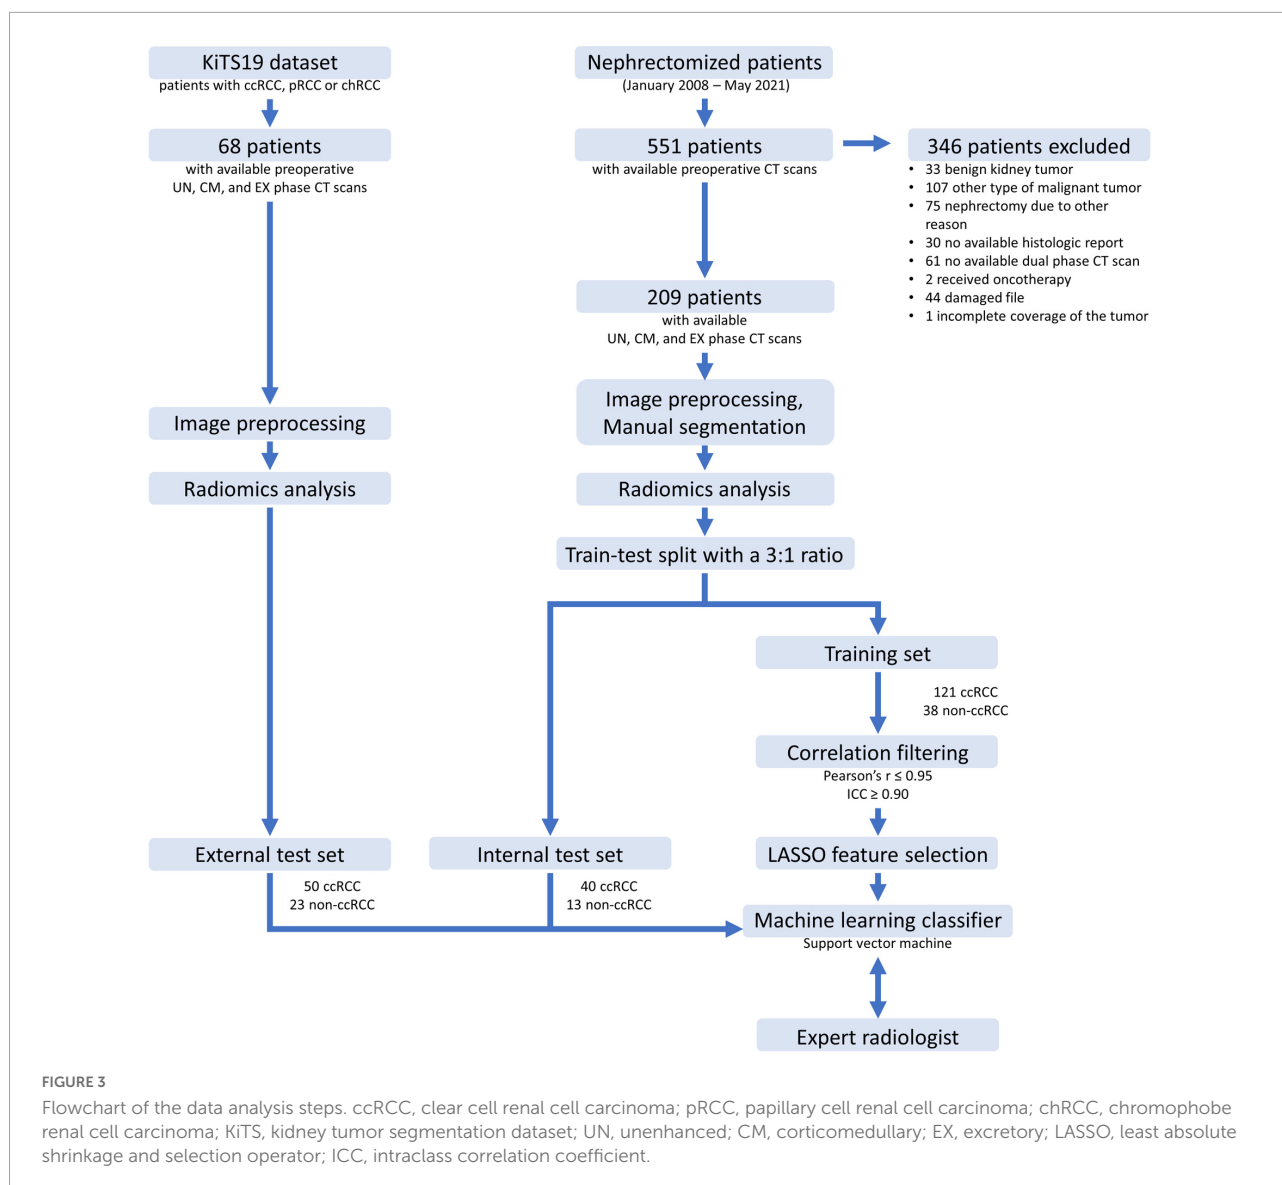 KiTS19 dataset
patients with ccRCC, pRCC or chRCC
68 patients
with available preoperative
UN, CM, and EX phase CT scans
Image preprocessing
Radiomics analysis
External test set
50 ccRCC
23 non-ccRCC
Nephrectomized patients
(January 2008 – May 2021)
551 patients
with available preoperative CT scans
346 patients excluded
• 33 benign kidney tumor
• 107 other type of malignant tumor
• 75 nephrectomy due to other
reason
• 30 no available histologic report
• 61 no available dual phase CT scan
• 2 received oncotherapy
• 44 damaged file
• 1 incomplete coverage of the tumor
209 patients
with available
UN, CM, and EX phase CT scans
Image preprocessing,
Manual segmentation
Radiomics analysis
Train-test split with a 3:1 ratio
Internal test set
40 ccRCC
13 non-ccRCC
Training set
121 ccRCC
38 non-ccRCC
Correlation filtering
Pearson's r ≤ 0.95
ICC ≥ 0.90
LASSO feature selection
Machine learning classifier
Support vector machine
Expert radiologist
FIGURE 3
Flowchart of the data analysis steps. ccRCC, clear cell renal cell carcinoma; pRCC, papillary cell renal cell carcinoma; chRCC, chromophobe
renal cell carcinoma; KiTS, kidney tumor segmentation dataset; UN, unenhanced; CM, corticomedullary; EX, excretory; LASSO, least absolute
shrinkage and selection operator; ICC, intraclass correlation coefficient.